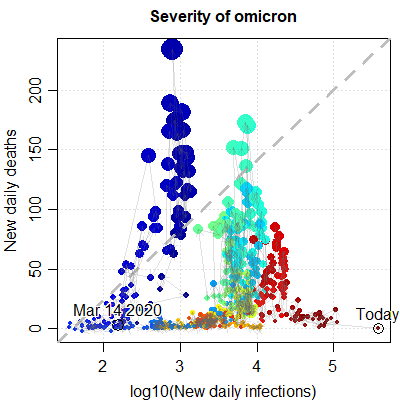 Severity of omicron
New daily deaths
200
150
100
50
0
Mar, 14 2020
Today
2
3
4
5
log10(New daily infections)